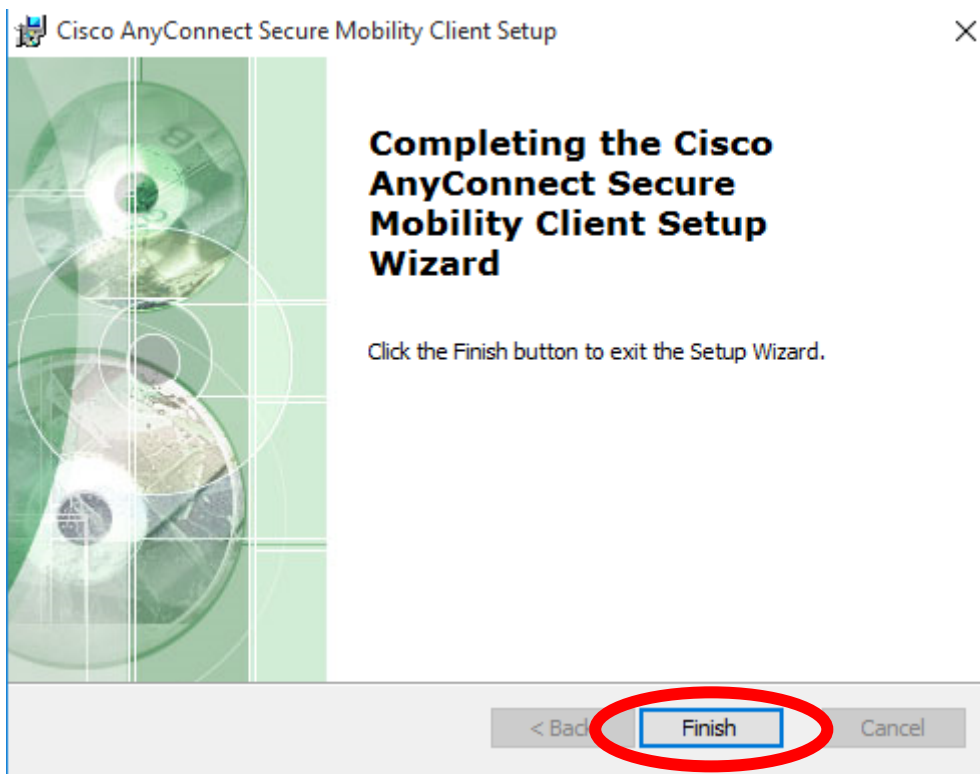 Cisco AnyConnect Secure Mobility Client Setup
Completing the Cisco
AnyConnect Secure
Mobility Client Setup
Wizard
Click the Finish button to exit the Setup Wizard.
< Back Finish Cancel